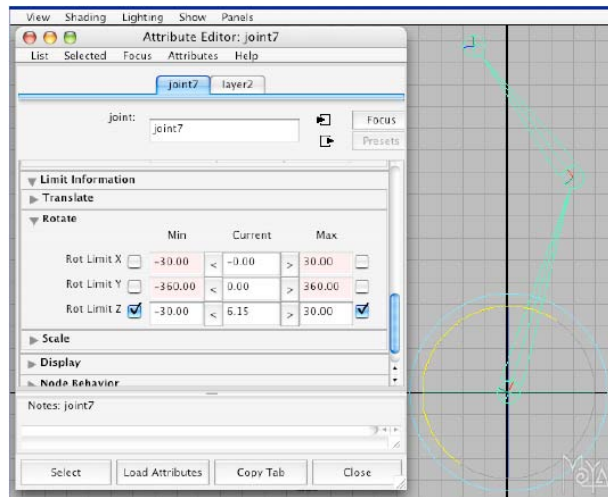 View Shading Lighting Show Panels
Attribute Editor: joint7
List Selected Focus Attributes Help
joint7 layer2
joint: joint7 Focus
Presets
Limit Information
Translate
Rotate
Min Current Max
Rot Limit X -30.00 < -0.00 > 30.00
Rot Limit Y -360.00 < 0.00 > 360.00
Rot Limit Z -30.00 < 6.15 > 30.00
Scale
Display
Node Behavior
Notes: joint7
Select Load Attributes Copy Tab Close
MAYA